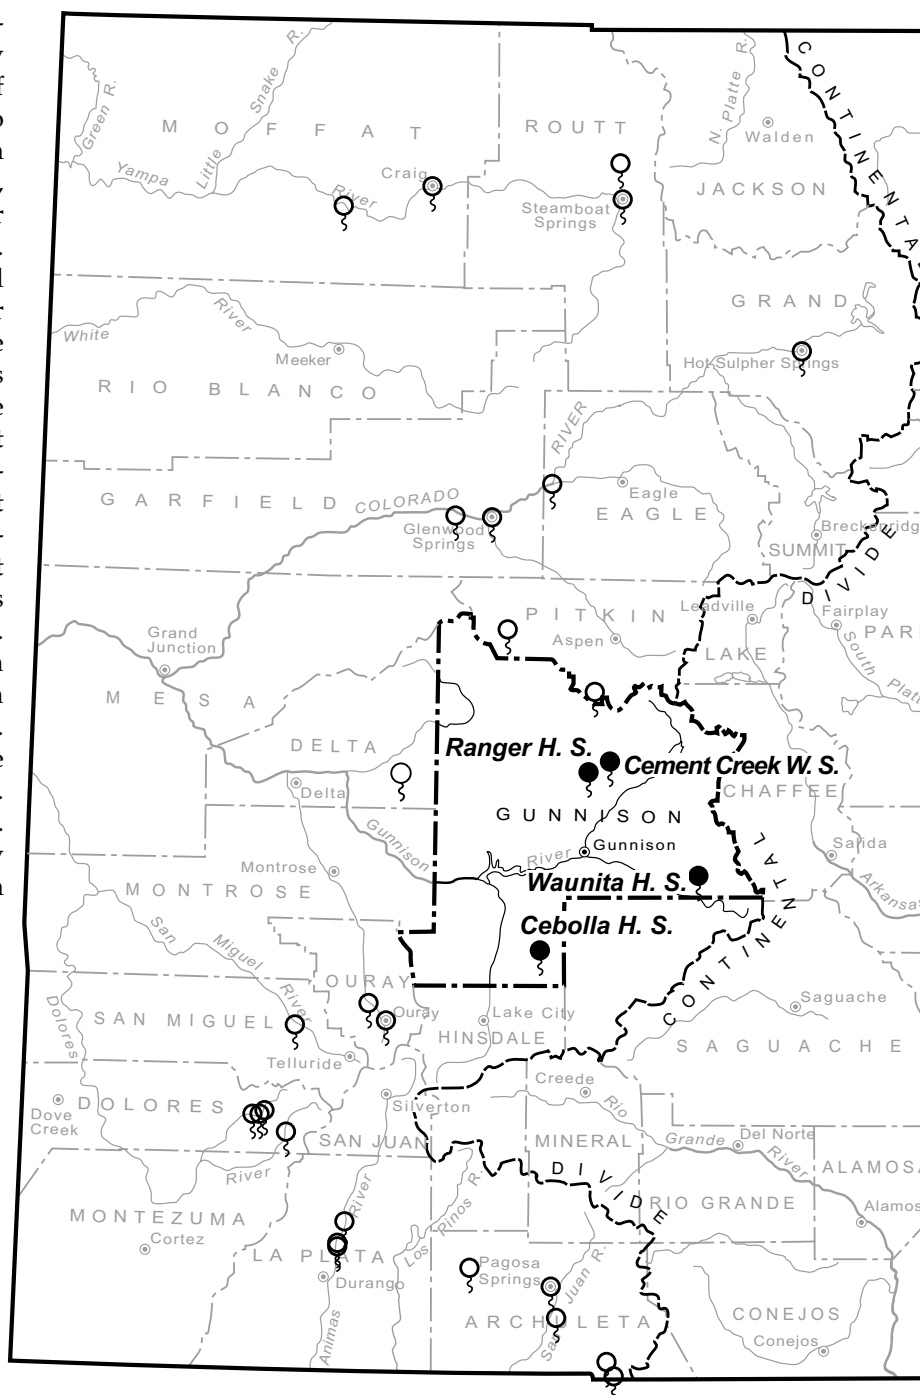 CONTINENTAL
Green R.
Little Snake R.
N. Platte R.
MOFFAT
ROUTT
Walden
Yampa River
Craig
JACKSON
Steamboat
Springs
GRAND
White River
Meeker
Hot Sulpher Springs
RIO BLANCO
RIVER
GARFIELD
COLORADO
Eagle
EAGLE
Glenwood
Springs
Breckenridg
SUMMIT
DIVIDE
PITKIN
Leadville
Fairplay
Aspen
PAR
Grand
Junction
LAKE
South
Platt
MESA
DELTA
Ranger H. S.
Cement Creek W. S.
Delta
CHAFFEE
GUNNISON
Gunnison
Gunnison
River
Salida
Montrose
Waunita H. S.
Arkansas
MONTROSE
CONTINENTAL
Cebolla H. S.
San Miguel River
OURAY
Dolores
Ouray
Lake City
Saguache
SAN MIGUEL
HINSDALE
SAGUACHE
Telluride
Creede
Rio Grande River
DOLORES
Silverton
Dove
Creek
SAN JUAN
MINERAL
Del Norte
DIVIDE
ALAMOSA
River
Los Pinos R.
RIO GRANDE
MONTEZUMA
Alamos
Cortez
LA PLATA
Pagosa
Springs
Durango
San Juan R.
Animas River
ARCHULETA
CONEJOS
Conejos